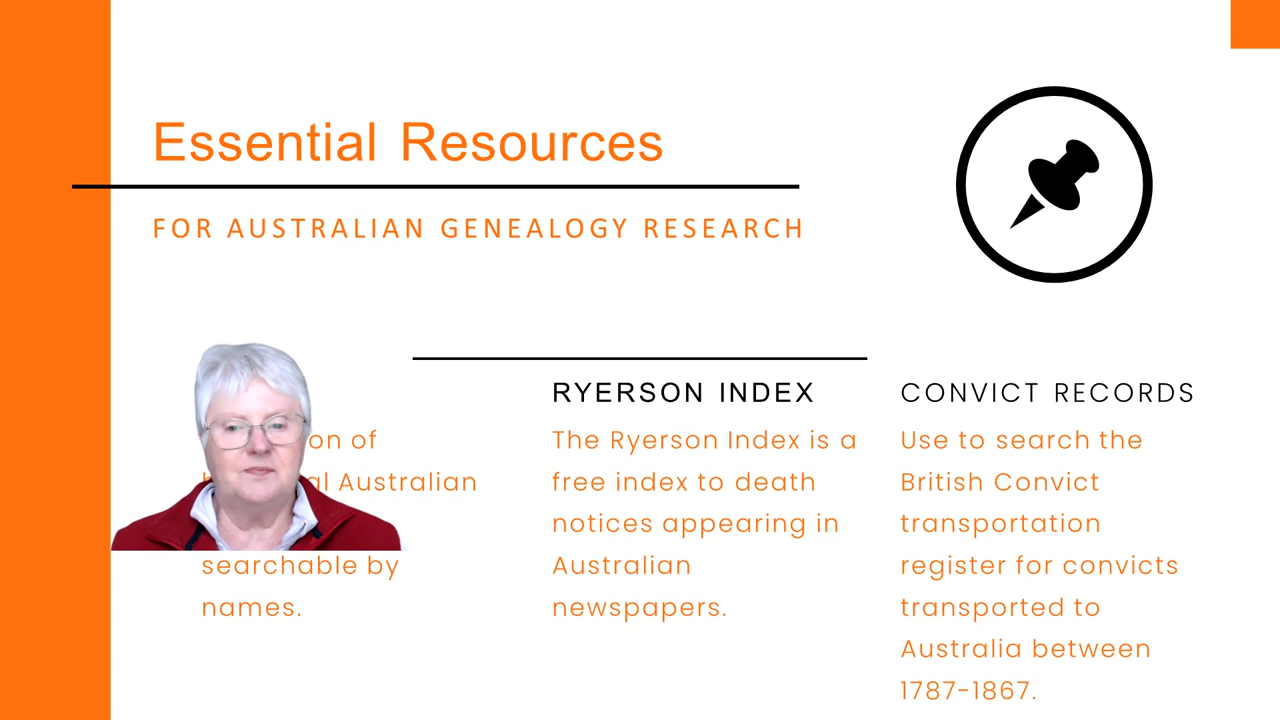 Essential Resources
FOR AUSTRALIAN GENEALOGY RESEARCH
on of
Australian
searchable by
names.
RYERSON INDEX
The Ryerson Index is a
free index to death
notices appearing in
Australian
newspapers.
CONVICT RECORDS
Use to search the
British Convict
transportation
register for convicts
transported to
Australia between
1787-1867.